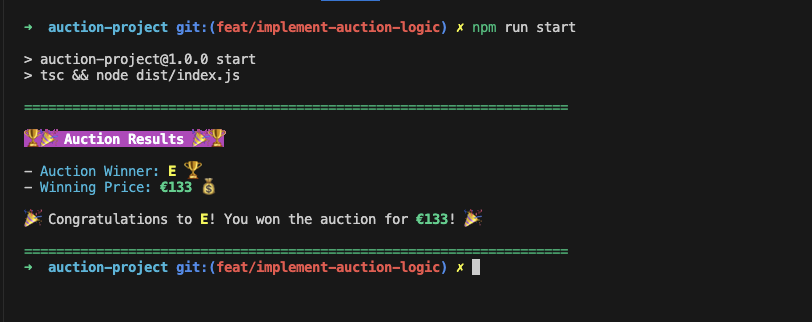 ➜  auction-project git:(feat/implement-auction-logic) ✗ npm run start
> auction-project@1.0.0 start
> tsc && node dist/index.js
====================================================================
🏆🎉 Auction Results 🎉🏆
– Auction Winner: E 🏆
– Winning Price: €133 💰
🎉 Congratulations to E! You won the auction for €133! 🎉
====================================================================
➜  auction-project git:(feat/implement-auction-logic) ✗